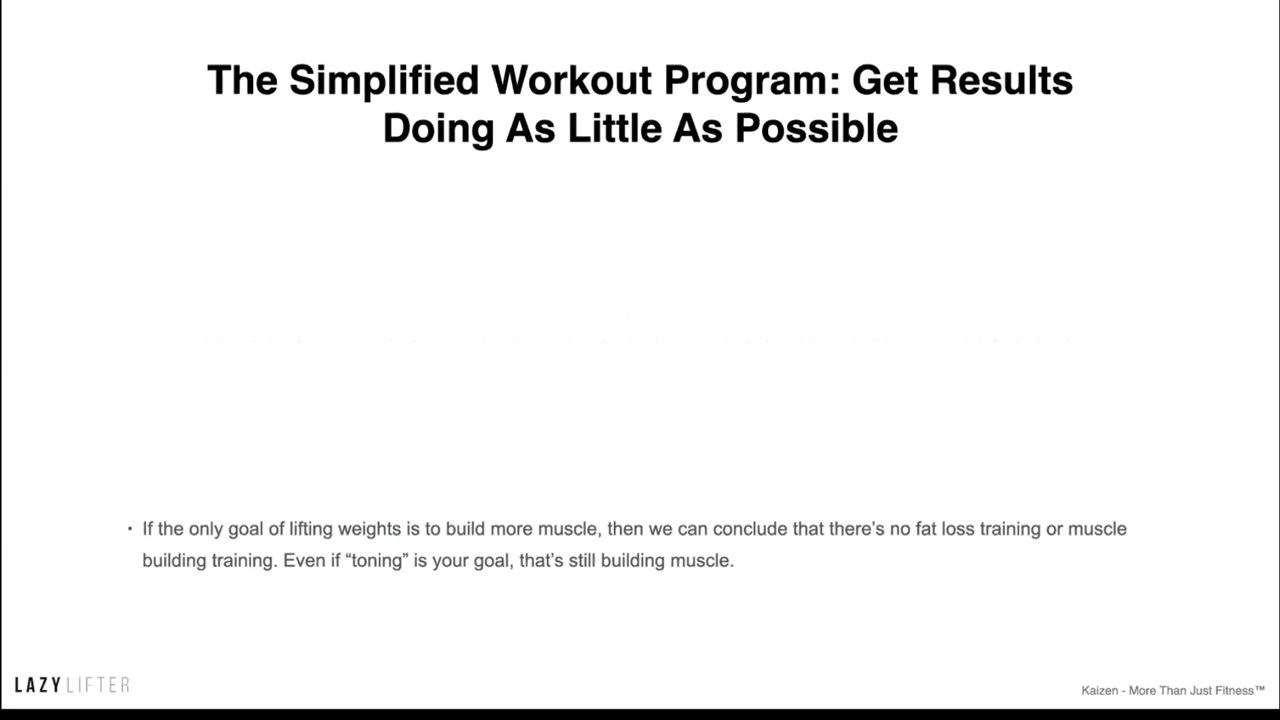 The Simplified Workout Program: Get Results
Doing As Little As Possible
• If the only goal of lifting weights is to build more muscle, then we can conclude that there’s no fat loss training or muscle
building training. Even if “toning” is your goal, that’s still building muscle.
LAZYLIFTER
Kaizen - More Than Just Fitness™